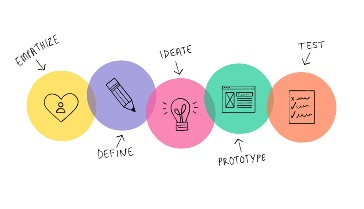 EMPATHIZE
DEFINE
IDEATE
PROTOTYPE
TEST